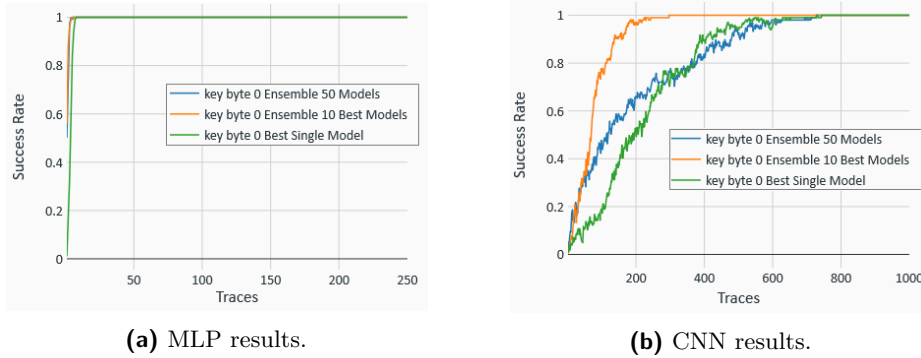 1
0.8
0.6
0.4
0.2
0
Success Rate
key byte 0 Ensemble 50 Models
key byte 0 Ensemble 10 Best Models
key byte 0 Best Single Model
50 100 150 200 250
Traces
(a) MLP results.
1
0.8
0.6
0.4
0.2
0
Success Rate
key byte 0 Ensemble 50 Models
key byte 0 Ensemble 10 Best Models
key byte 0 Best Single Model
200 400 600 800 1000
Traces
(b) CNN results.